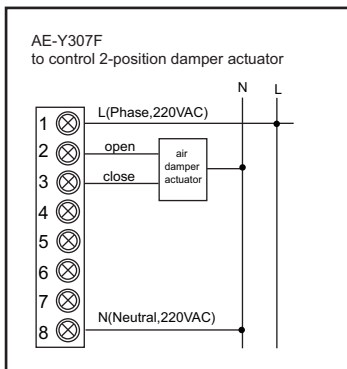 AE-Y307F
to control 2-position damper actuator
N L
1 L(Phase,220VAC)
2 open
air
damper
actuator
3 close
4
5
6
7
8 N(Neutral,220VAC)